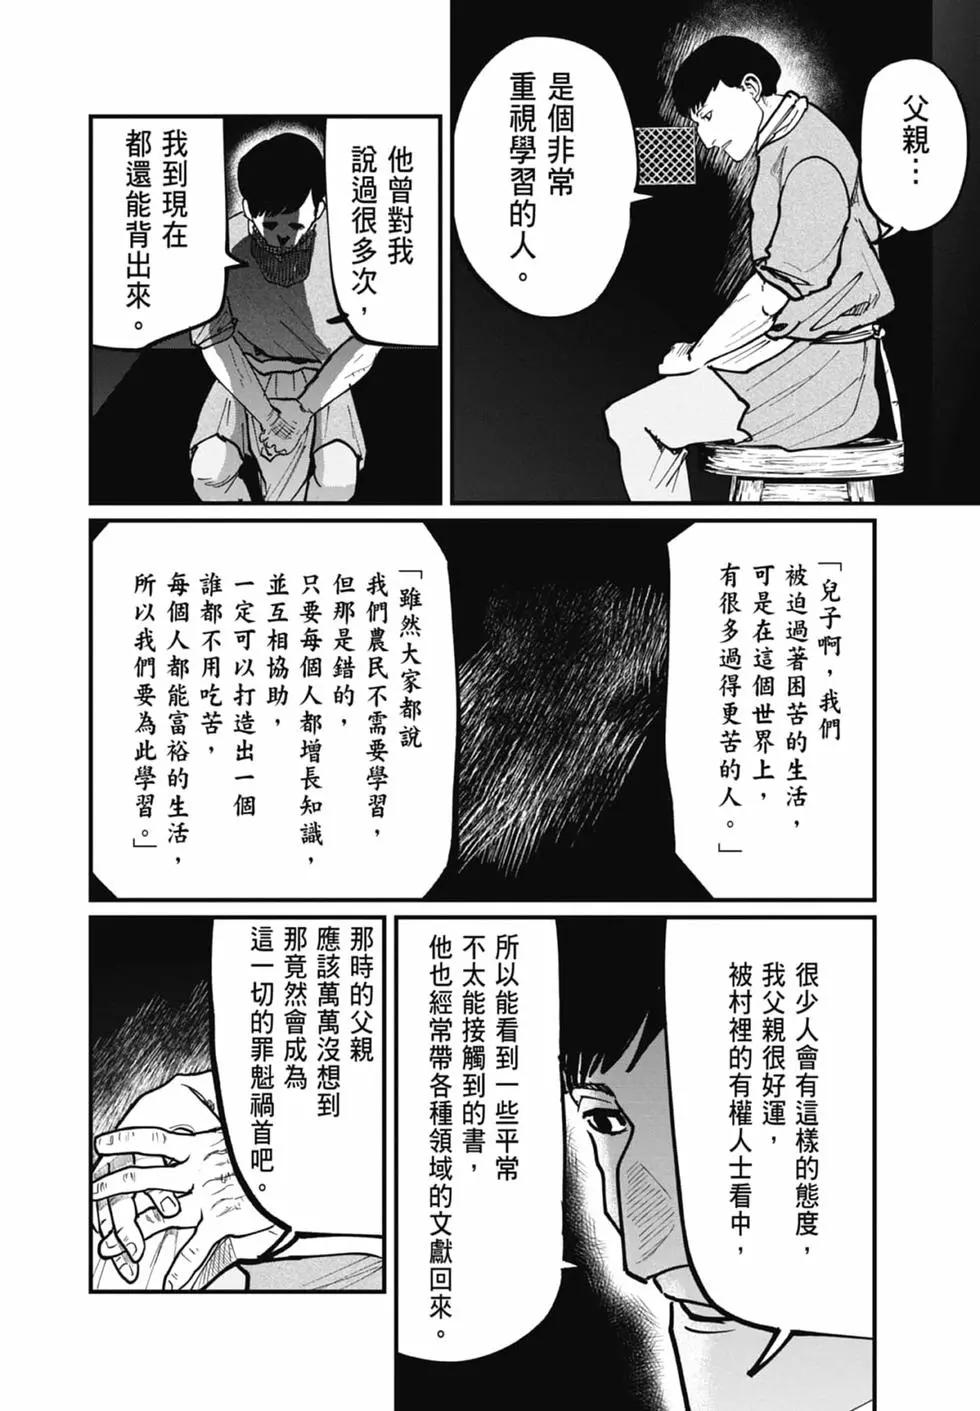 父親…
是個非常
重視學習的人。
他曾對我
說過很多次，
我到現在
都還能背出來。
「兒子啊，我們
被迫過著困苦的生活，
可是在這個世界上，
有很多過得更苦的人。」
「雖然大家都說
我們農民不需要學習，
但那是錯的，
只要每個人都增長知識，
並互相協助，
一定可以打造出一個
誰都不用吃苦，
每個人都能富裕的生活，
所以我們要為此學習。」
很少人會有這樣的態度，
我父親很好運，
被村裡的有權人士看中，
所以能看到一些平常
不太能接觸到的書，
他也經常帶各種領域的文獻回來。
那時的父親
應該萬萬沒想到
那竟然會成為
這一切的罪魁禍首吧。